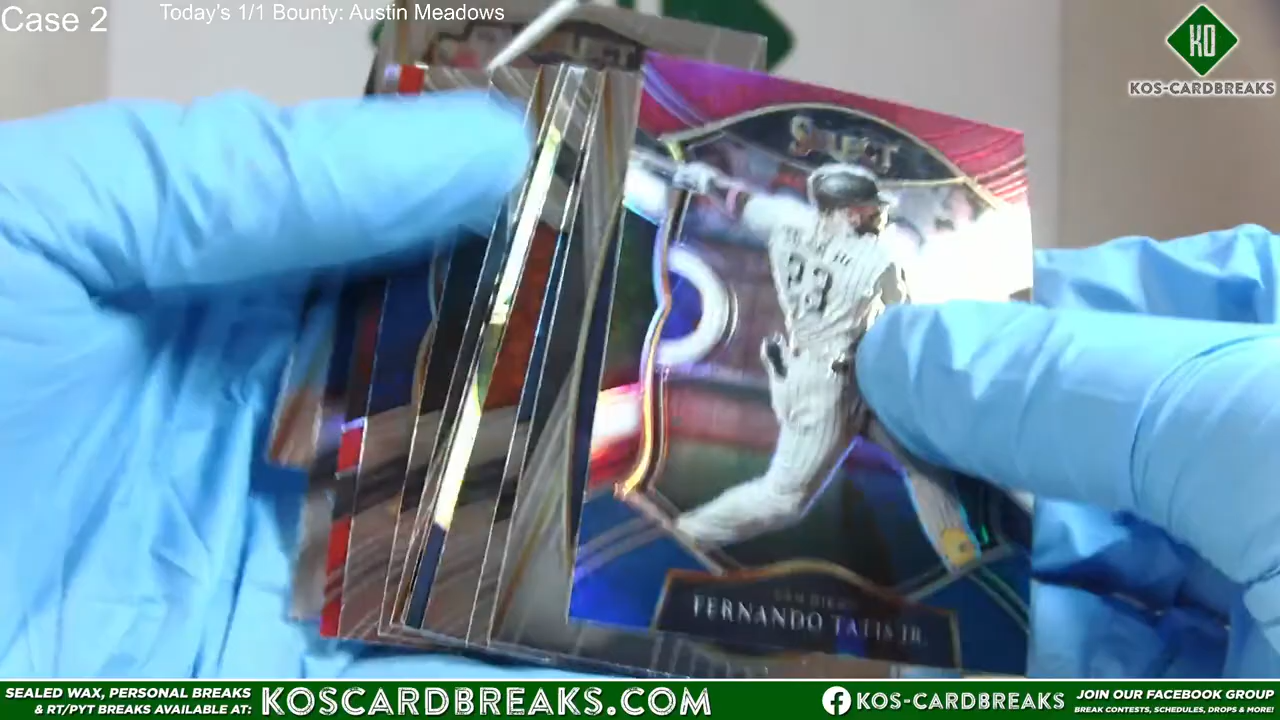 Case 2
Today's 1/1 Bounty: Austin Meadows
KO
KOS-CARDBREAKS
SELECT
23
SAN DIEGO
FERNANDO TATIS JR.
SEALED WAX, PERSONAL BREAKS
& RT/PYT BREAKS AVAILABLE AT:
KOSCARDBREAKS.COM
KOS-CARDBREAKS
JOIN OUR FACEBOOK GROUP
BREAK CONTESTS, SCHEDULES, DROPS & MORE!